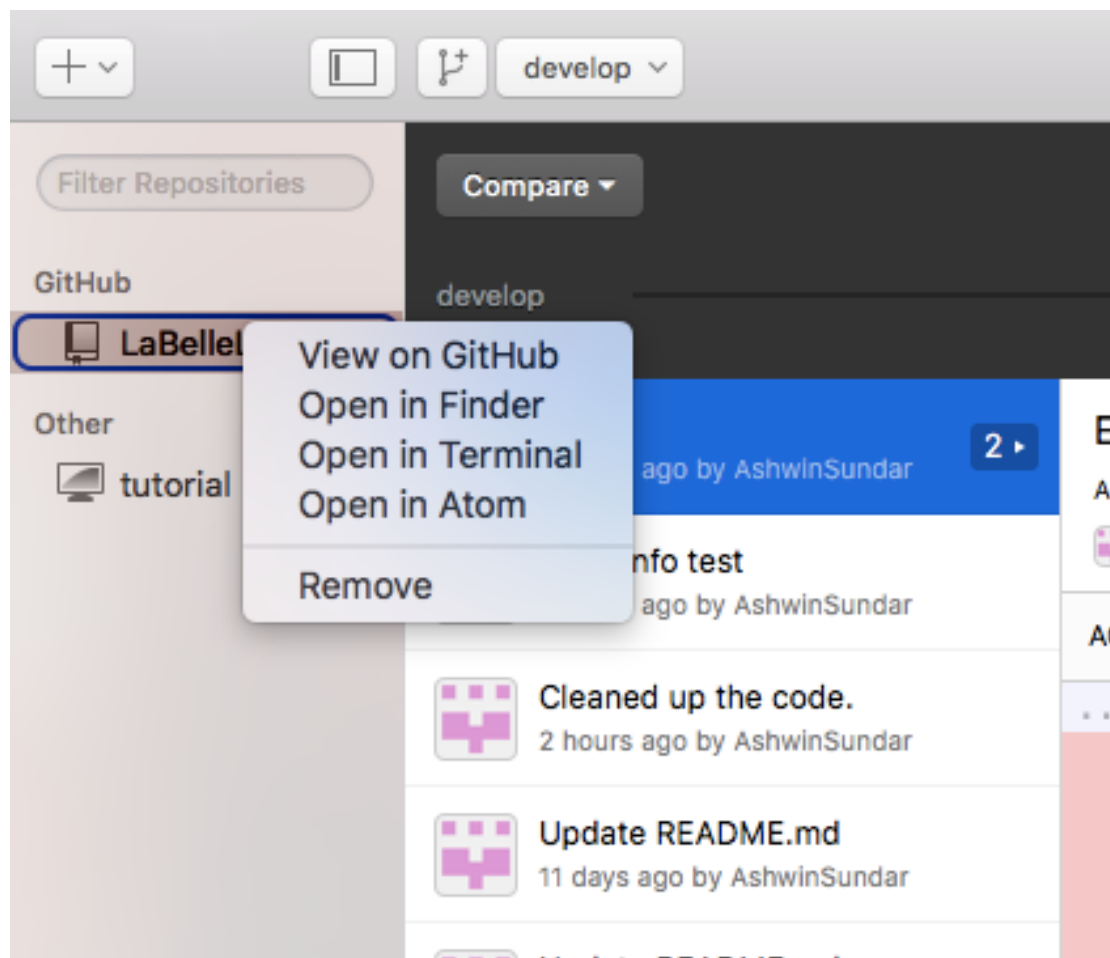 develop
Filter Repositories
Compare
GitHub
develop
LaBelle
View on GitHub
Open in Finder
Open in Terminal
Open in Atom
Remove
Other
tutorial
2
ago by AshwinSundar
nfo test
ago by AshwinSundar
Cleaned up the code.
2 hours ago by AshwinSundar
Update README.md
11 days ago by AshwinSundar